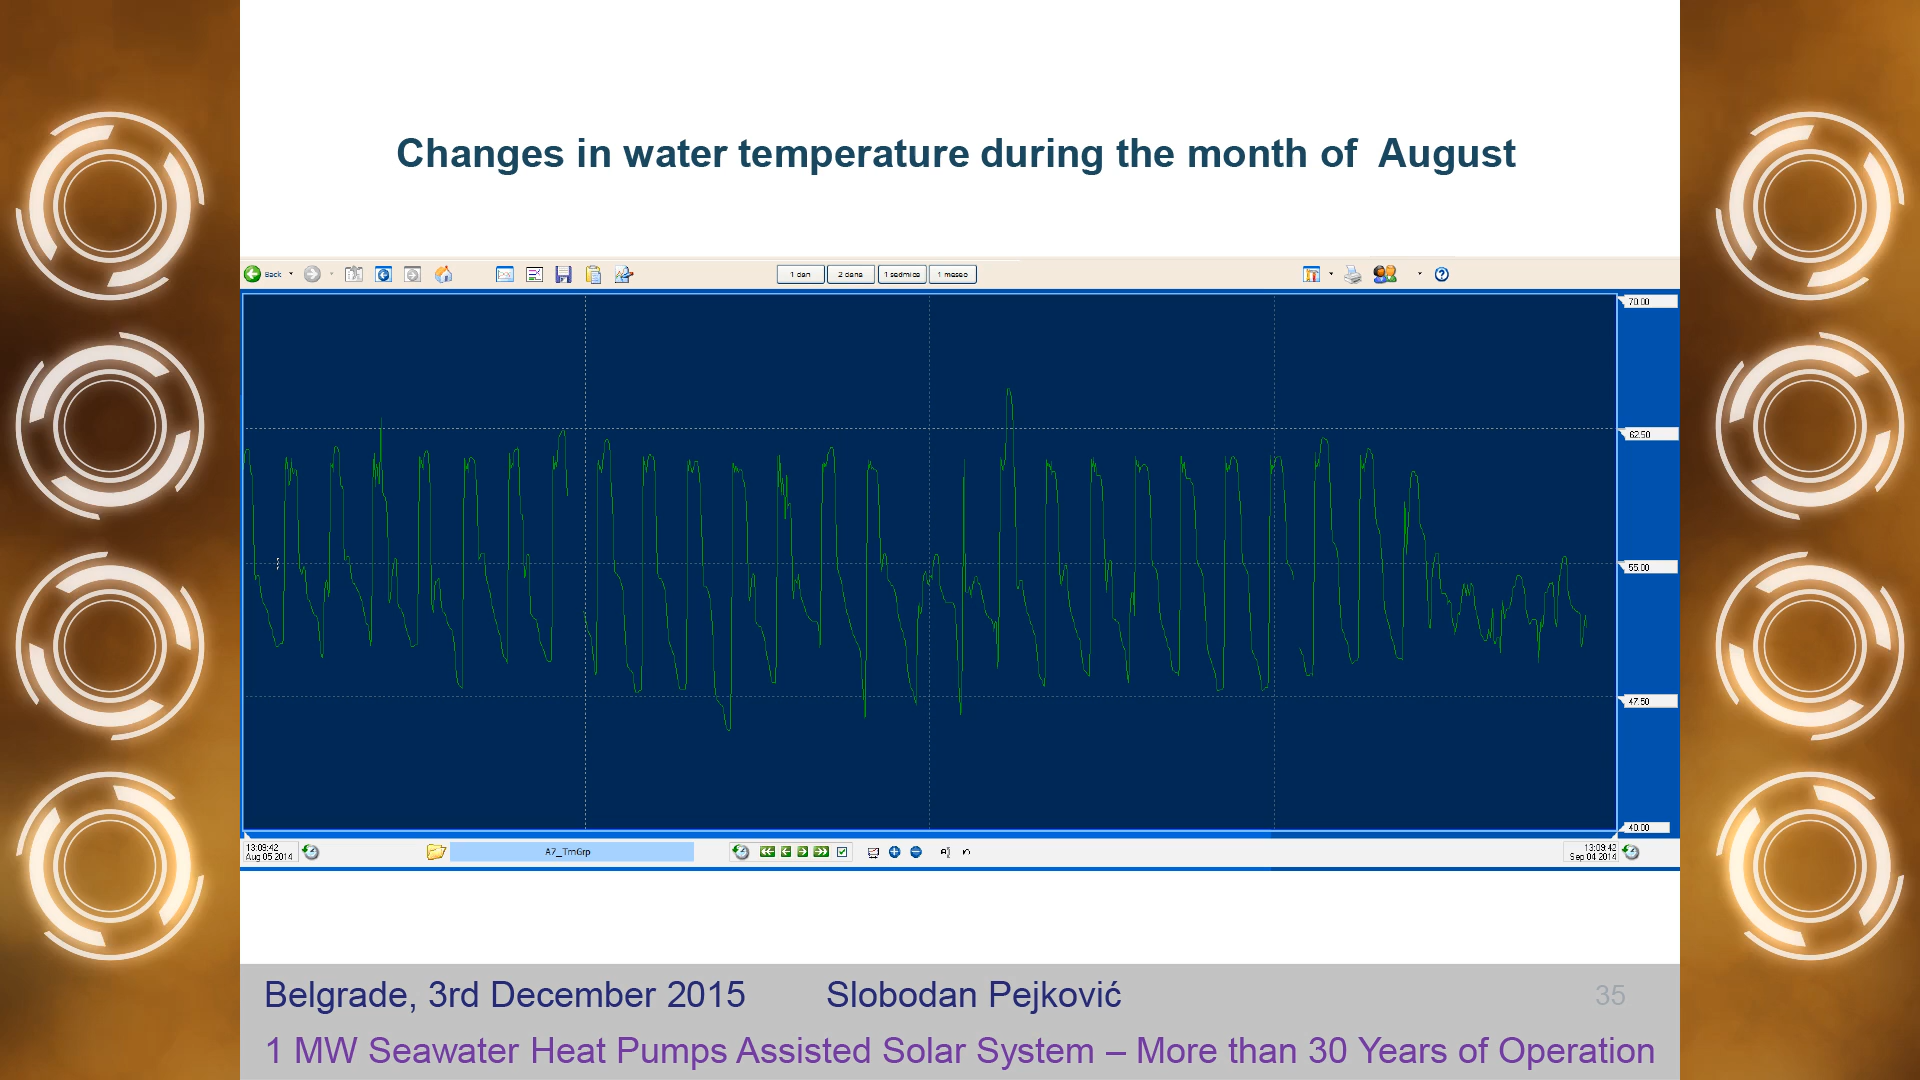 Changes in water temperature during the month of August
Back
1 dan 2 dana 1 sedmica 1 mesec
70.00
62.50
55.00
47.50
40.00
13:09:42
Aug 05 2014
A7_TmGrp
13:09:42
Sep 04 2014
Belgrade, 3rd December 2015 Slobodan Pejković
35
1 MW Seawater Heat Pumps Assisted Solar System – More than 30 Years of Operation